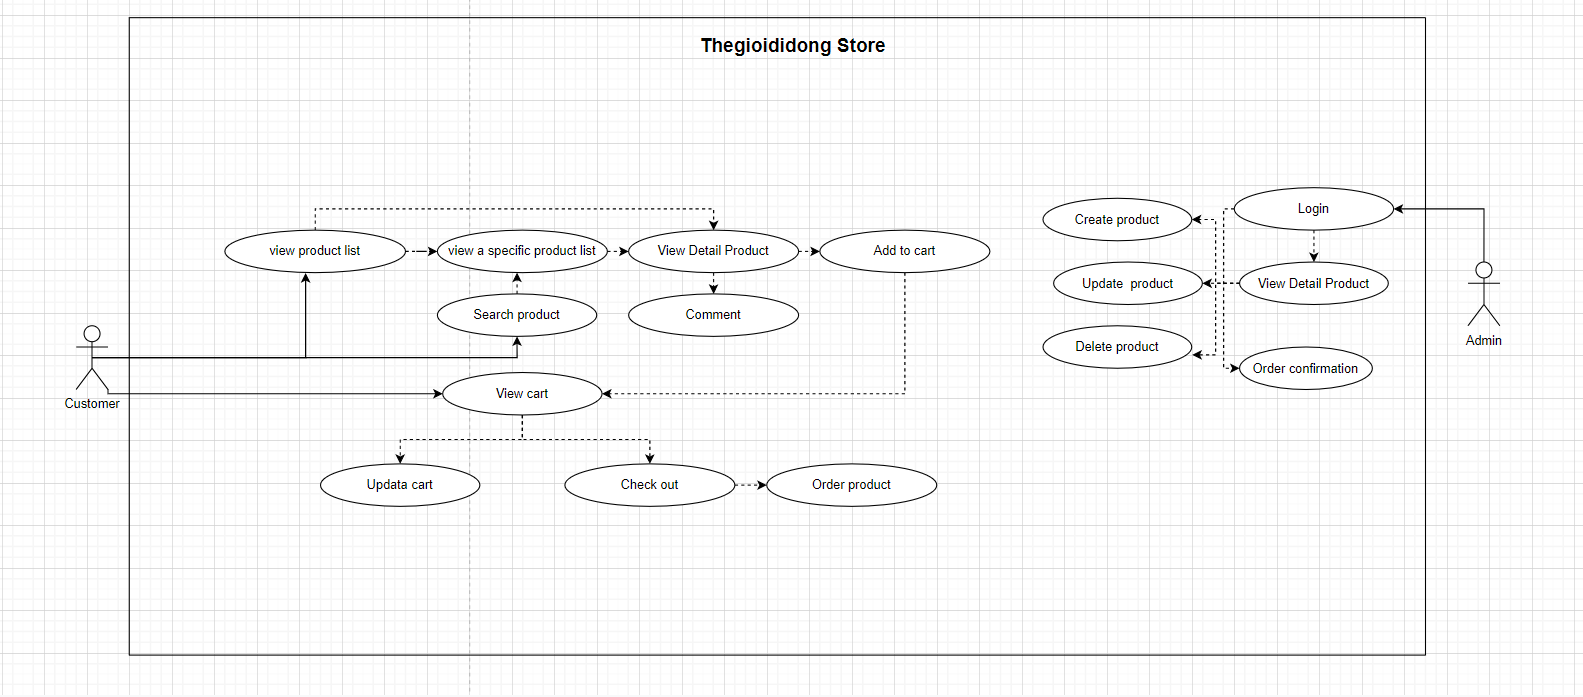 Thegioididong Store
view product list
view a specific product list
View Detail Product
Add to cart
Search product
Comment
Customer
View cart
Updata cart
Check out
Order product
Create product
Login
Update  product
View Detail Product
Delete product
Order confirmation
Admin